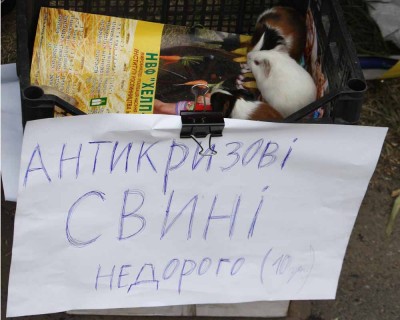 НВФ "ХЕЛП-
АНТИКРИЗОВІ
СВИНІ
НЕДОРОГО (10